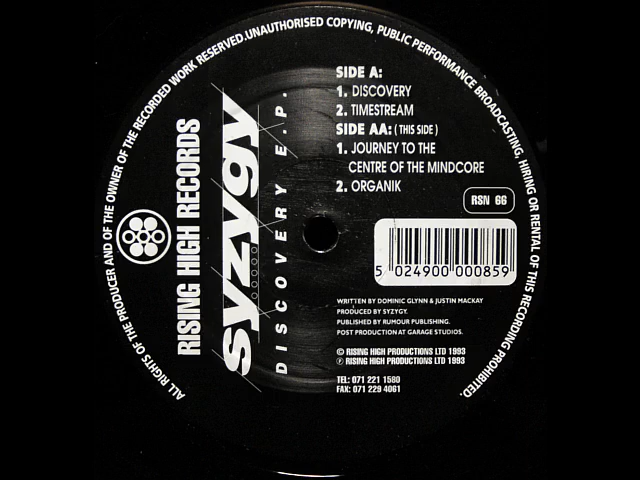 ALL RIGHTS OF THE PRODUCER AND OF THE OWNER OF THE RECORDED WORK RESERVED.UNAUTHORISED COPYING, PUBLIC PERFORMANCE BROADCASTING, HIRING OR RENTAL OF THIS RECORDING PROHIBITED.
RISING HIGH RECORDS
syzygy
DISCOVERY E.P.
SIDE A:
1. DISCOVERY
2. TIMESTREAM
SIDE AA: (THIS SIDE)
1. JOURNEY TO THE
CENTRE OF THE MINDCORE
2. ORGANIK
RSN 66
5 024900 000859
WRITTEN BY DOMINIC GLYNN & JUSTIN MACKAY
PRODUCED BY SYZYGY.
PUBLISHED BY RUMOUR PUBLISHING.
POST PRODUCTION AT GARAGE STUDIOS.
© RISING HIGH PRODUCTIONS LTD 1993
℗ RISING HIGH PRODUCTIONS LTD 1993
TEL: 071 221 1580
FAX: 071 229 4061